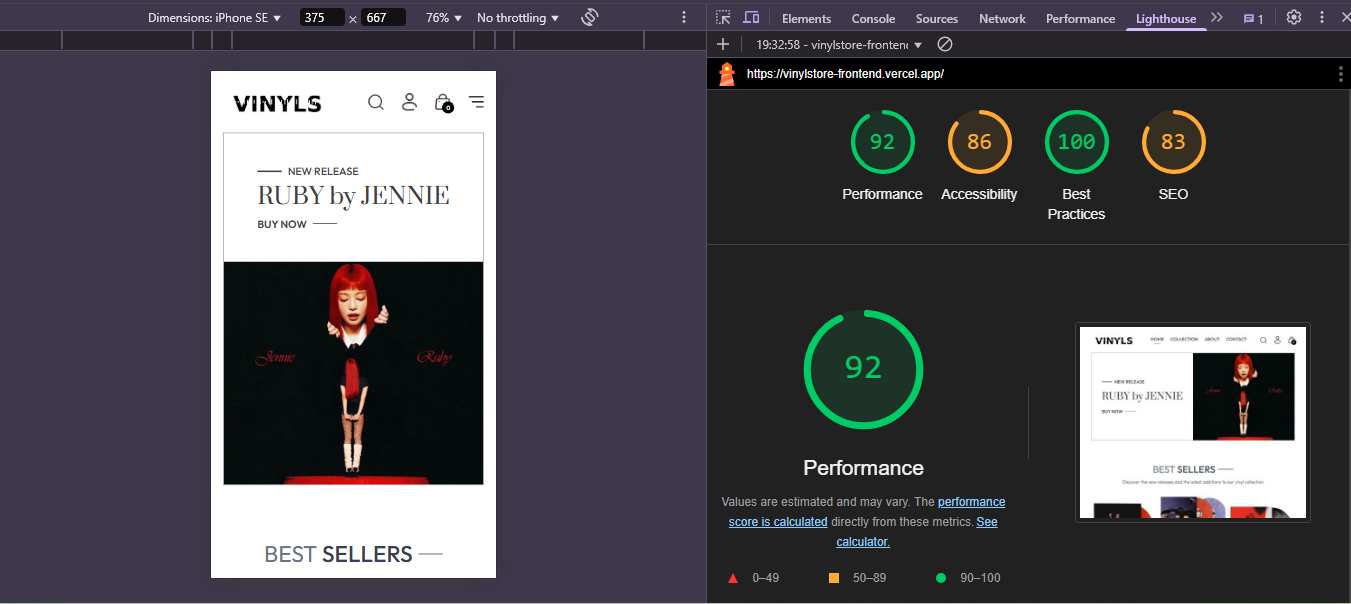 Dimensions: iPhone SE ▼ 375 × 667 76% ▼ No throttling ▼
Elements Console Sources Network Performance Lighthouse 1
19:32:58 - vinylstore-frontend ▼
https://vinylstore-frontend.vercel.app/
VINYLS
0
NEW RELEASE
RUBY by JENNIE
BUY NOW
Jennie Ruby
BEST SELLERS
92 86 100 83
Performance Accessibility Best Practices SEO
92
Performance
Values are estimated and may vary. The performance
score is calculated directly from these metrics. See
calculator.
0–49 50–89 90–100
VINYLS HOME COLLECTION ABOUT CONTACT
NEW RELEASE
RUBY by JENNIE
BUY NOW
BEST SELLERS
Discover the new releases and the latest additions to our vinyl collection